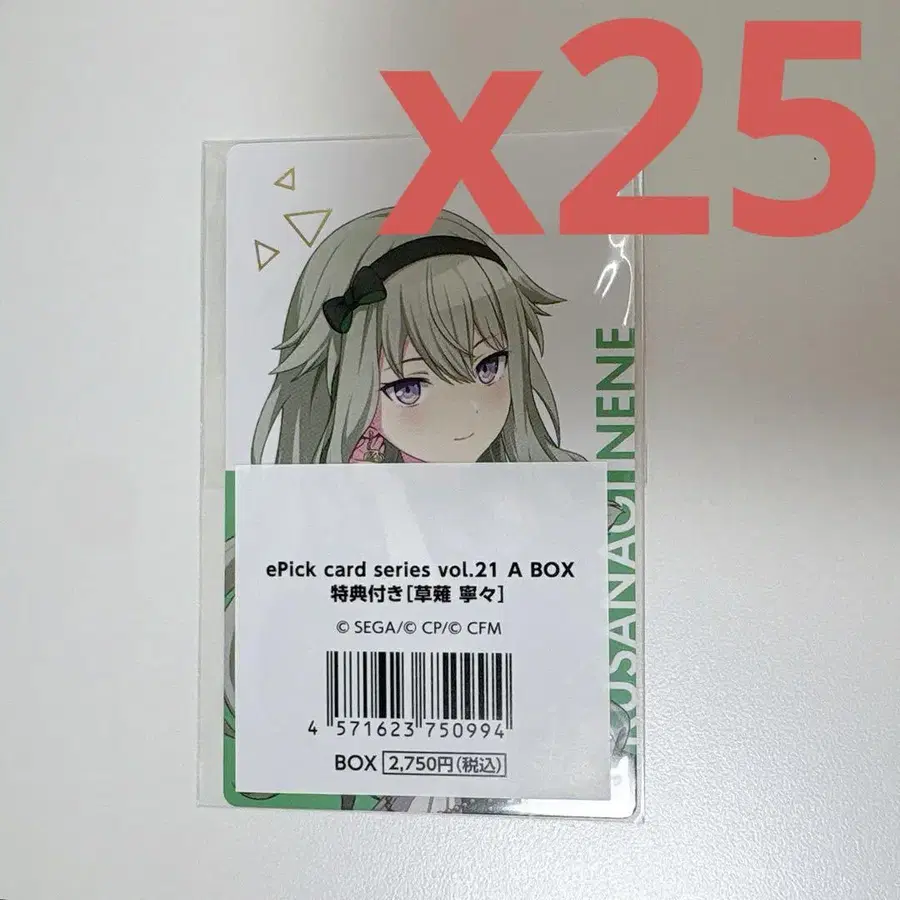 x25
KUSANAGI NENE
ePick card series vol.21 A BOX
特典付き[草薙 寧々]
© SEGA/© CP/© CFM
4 571623 750994
BOX 2,750円(税込)